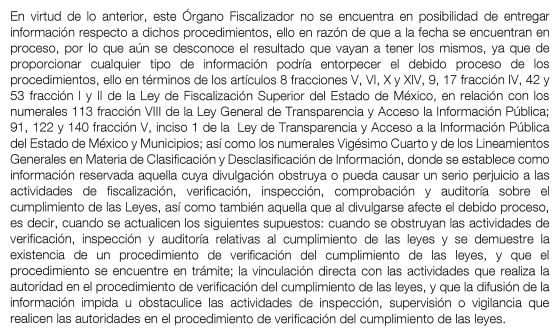 En virtud de lo anterior, este Órgano Fiscalizador no se encuentra en posibilidad de entregar
información respecto a dichos procedimientos, ello en razón de que a la fecha se encuentran en
proceso, por lo que aún se desconoce el resultado que vayan a tener los mismos, ya que de
proporcionar cualquier tipo de información podría entorpecer el debido proceso de los
procedimientos, ello en términos de los artículos 8 fracciones V, VI, X y XIV, 9, 17 fracción IV, 42 y
53 fracción I y II de la Ley de Fiscalización Superior del Estado de México, en relación con los
numerales 113 fracción VIII de la Ley General de Transparencia y Acceso la Información Pública;
91, 122 y 140 fracción V, inciso 1 de la Ley de Transparencia y Acceso a la Información Pública
del Estado de México y Municipios; así como los numerales Vigésimo Cuarto y de los Lineamientos
Generales en Materia de Clasificación y Desclasificación de Información, donde se establece como
información reservada aquella cuya divulgación obstruya o pueda causar un serio perjuicio a las
actividades de fiscalización, verificación, inspección, comprobación y auditoría sobre el
cumplimiento de las Leyes, así como también aquella que al divulgarse afecte el debido proceso,
es decir, cuando se actualicen los siguientes supuestos: cuando se obstruyan las actividades de
verificación, inspección y auditoría relativas al cumplimiento de las leyes y se demuestre la
existencia de un procedimiento de verificación del cumplimiento de las leyes, y que el
procedimiento se encuentre en trámite; la vinculación directa con las actividades que realiza la
autoridad en el procedimiento de verificación del cumplimiento de las leyes, y que la difusión de la
información impida u obstaculice las actividades de inspección, supervisión o vigilancia que
realicen las autoridades en el procedimiento de verificación del cumplimiento de las leyes.